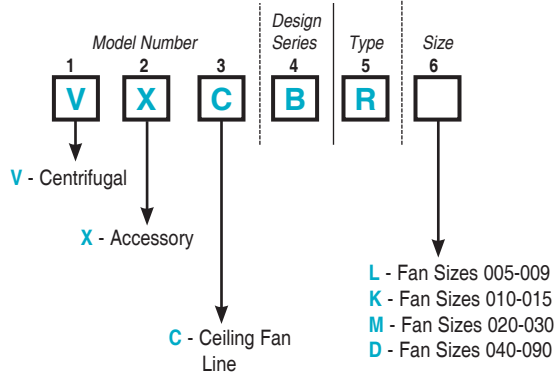 Design
Model Number Series Type Size
1 2 3 4 5 6
V X C B R
V - Centrifugal
X - Accessory
L - Fan Sizes 005-009
K - Fan Sizes 010-015
M - Fan Sizes 020-030
C - Ceiling Fan
D - Fan Sizes 040-090
Line